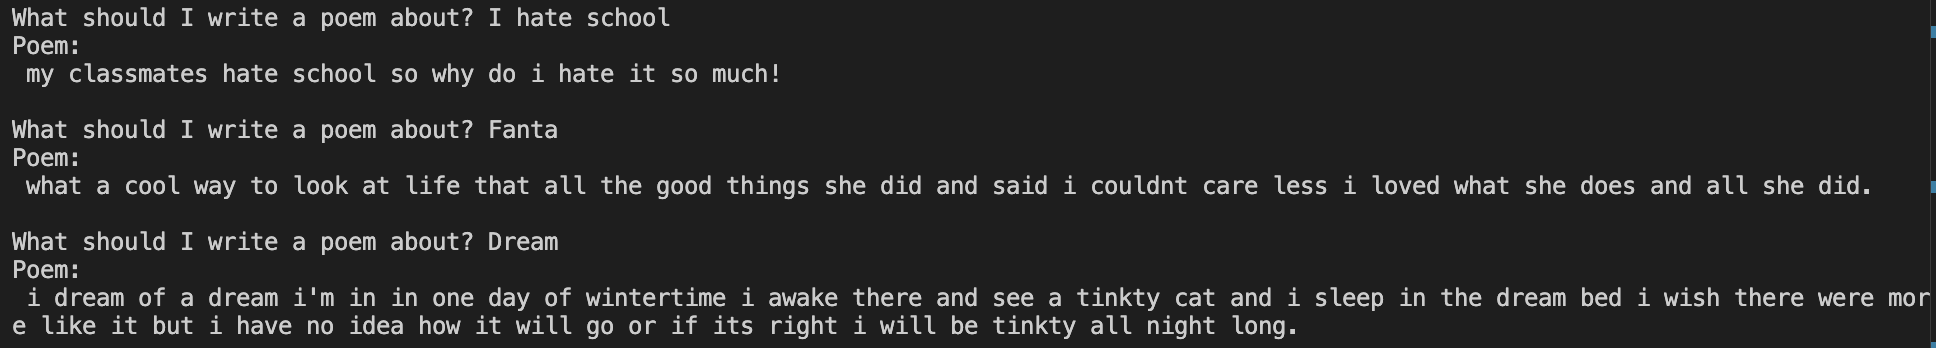 What should I write a poem about? I hate school
Poem:
my classmates hate school so why do i hate it so much!
What should I write a poem about? Fanta
Poem:
what a cool way to look at life that all the good things she did and said i couldnt care less i loved what she does and all she did.
What should I write a poem about? Dream
Poem:
i dream of a dream i'm in in one day of wintertime i awake there and see a tinkty cat and i sleep in the dream bed i wish there were mor
e like it but i have no idea how it will go or if its right i will be tinkty all night long.